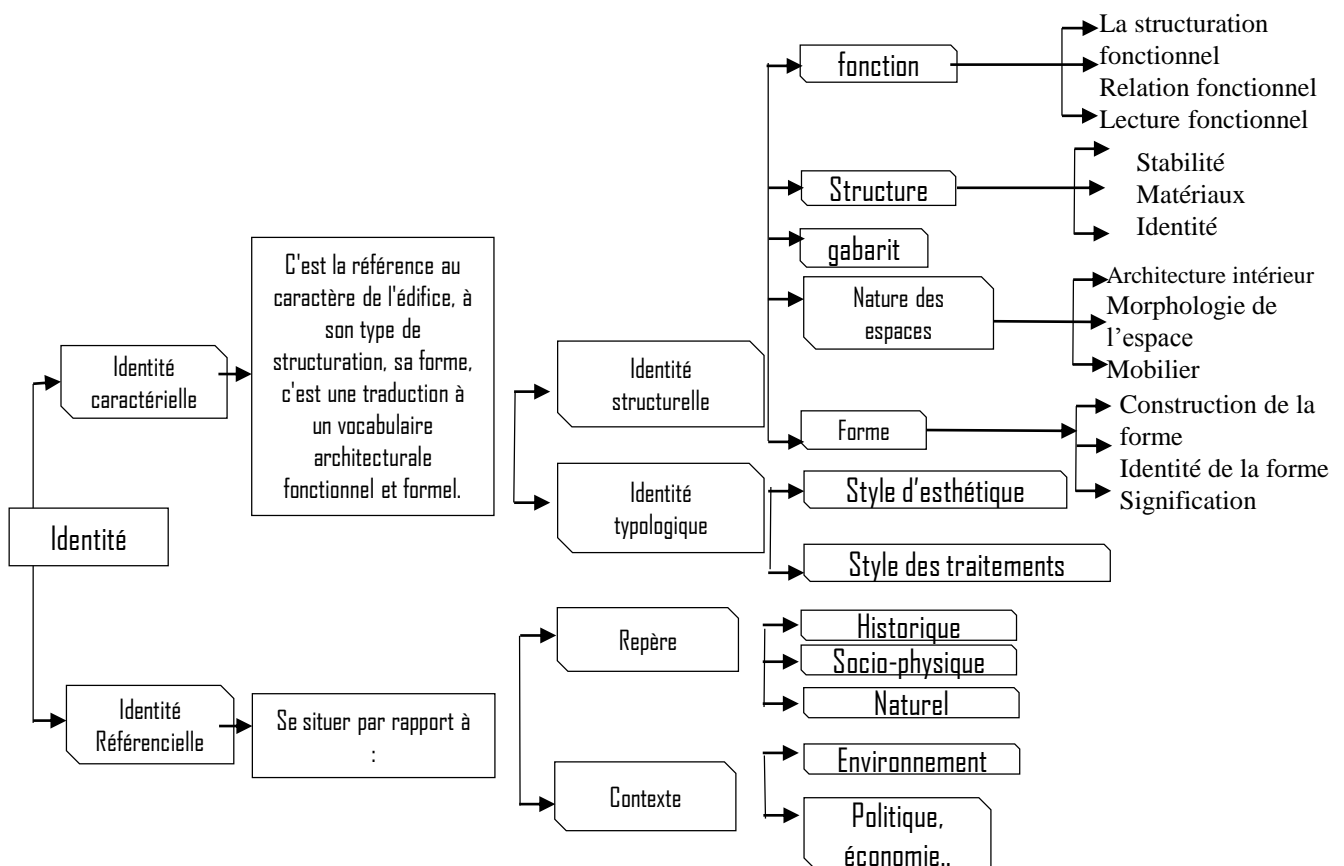 La structuration
fonctionnel
Relation fonctionnel
Lecture fonctionnel
fonction
Stabilité
Matériaux
Identité
Structure
gabarit
Architecture intérieur
Morphologie de
l’espace
Mobilier
Nature des
espaces
Construction de la
forme
Identité de la forme
Signification
Forme
C'est la référence au
caractère de l'édifice, à
son type de
structuration, sa forme,
c'est une traduction à
un vocabulaire
architecturale
fonctionnel et formel.
Identité
caractérielle
Identité
structurelle
Identité
typologique
Style d'esthétique
Style des traitements
Identité
Repère
Historique
Socio-physique
Naturel
Identité
Référencielle
Se situer par rapport à
:
Contexte
Environnement
Politique,
économie..